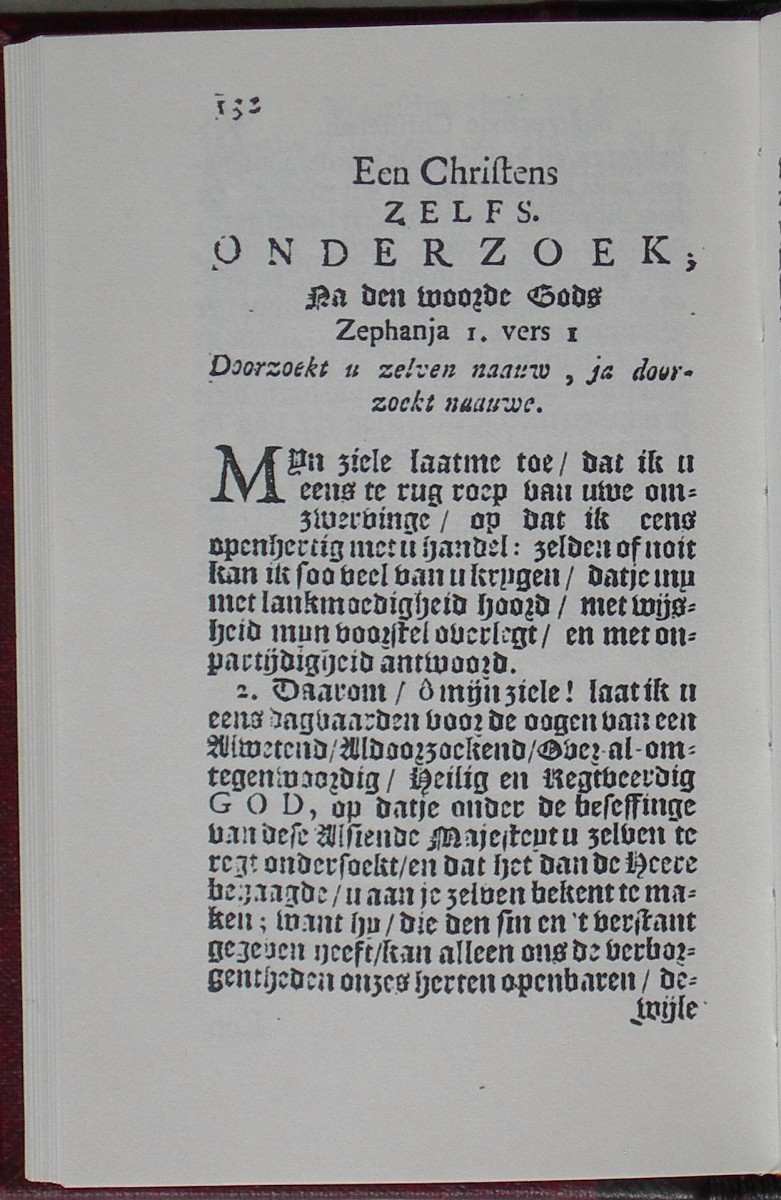 132
Een Chriſtens
ZELFS.
ONDERZOEK;
Na den woorde Gods
Zephanja 1. vers 1
Doorzoekt u zelven naauw, ja door-
zoekt naauwe.
MYn ziele laatme toe/ dat ik u
eens te rug roep van uwe om-
zwervinge/ op dat ik eens
openhertig met u handel: zelden of noit
kan ik soo veel van u krygen/ datje my
met lankmoedigheid hoord/ met wijs-
heid myn voorstel overlegt/ en met on-
partijdigheid antwoord.
2. Daarom/ ô mijn ziele! laat ik u
eens dagvaarden voor de oogen van een
Alwetend/Aldoorzoekend/Over-al-om-
tegenwoordig/ Heilig en Regtveerdig
GOD, op datje onder de beseffinge
van dese Alsiende Majesteyt u zelven te
regt ondersoekt/en dat het dan de Heere
behaagde/u aan je zelven bekent te ma-
ken; want hy/die den sin en 't verstant
gegeven heeft/kan alleen ons de verbor-
gentheden onzes herten openbaren/ de-
wijle